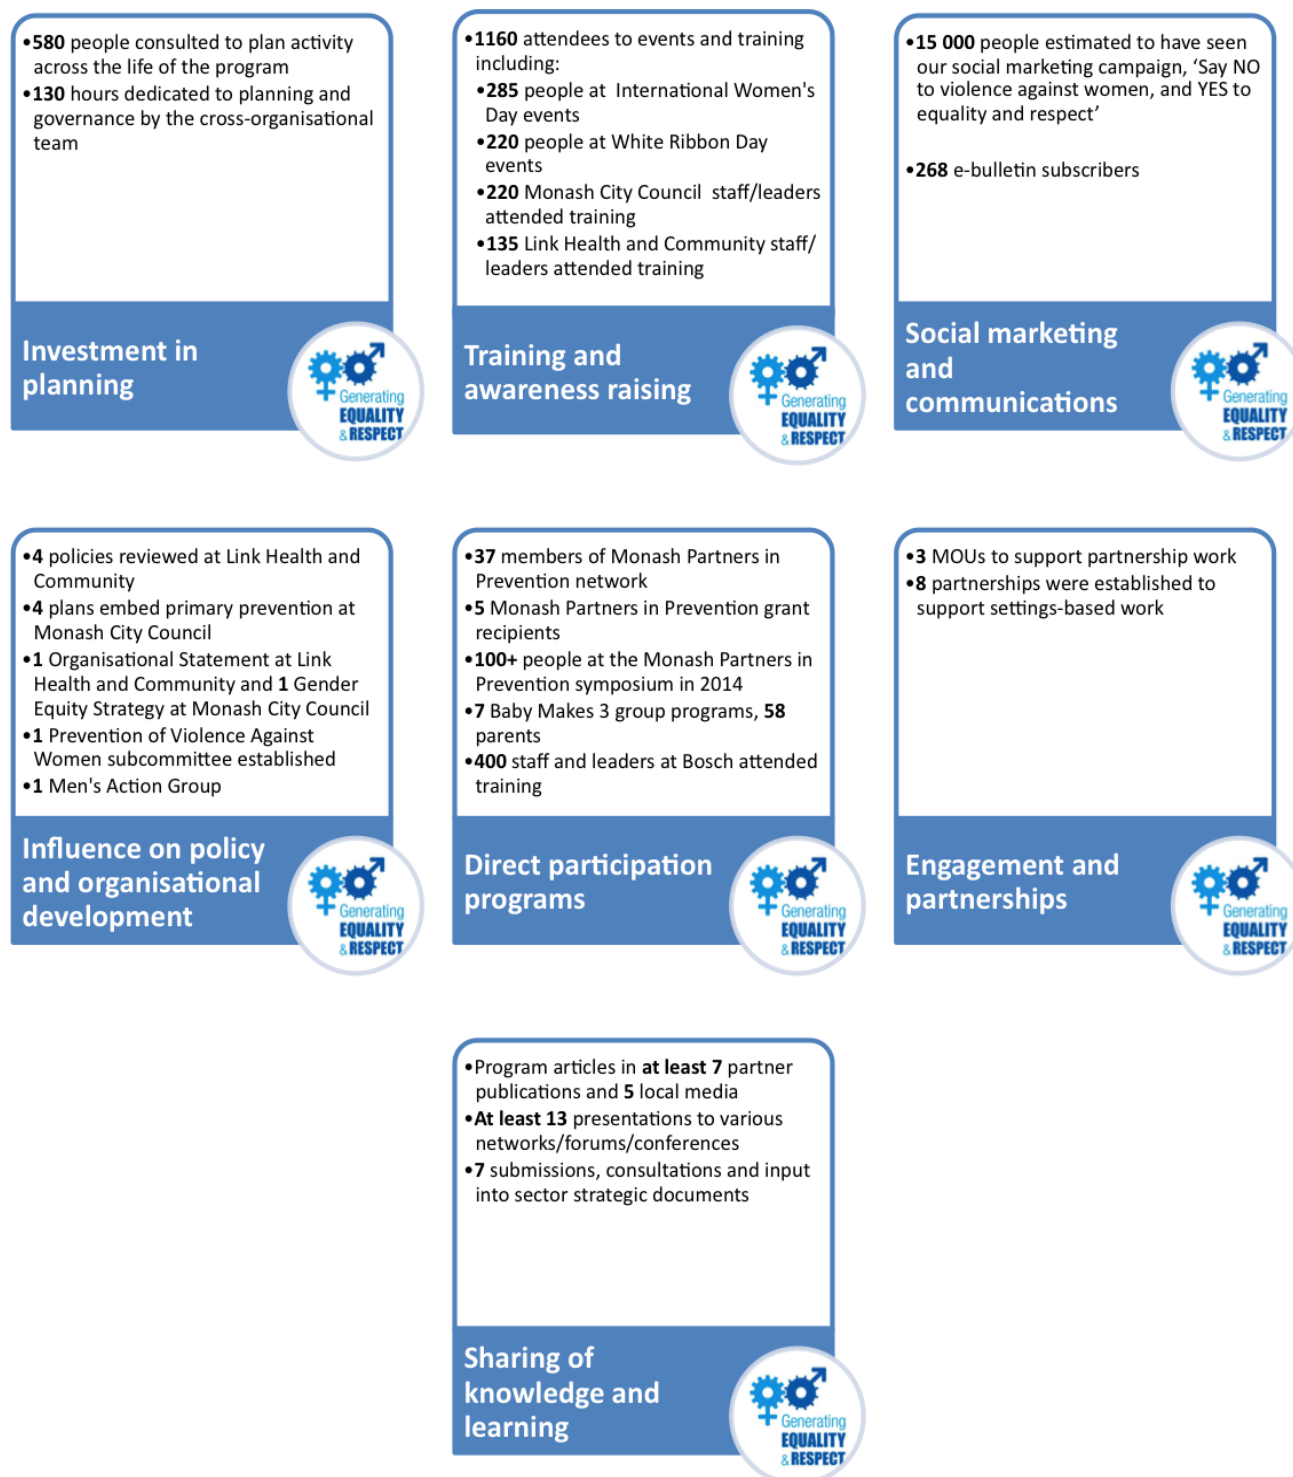 •580 people consulted to plan activity
across the life of the program
•130 hours dedicated to planning and
governance by the cross-organisational
team
Investment in
planning
Generating
EQUALITY
& RESPECT
•1160 attendees to events and training
including:
•285 people at International Women's
Day events
•220 people at White Ribbon Day
events
•220 Monash City Council staff/leaders
attended training
•135 Link Health and Community staff/
leaders attended training
Training and
awareness raising
Generating
EQUALITY
& RESPECT
•15 000 people estimated to have seen
our social marketing campaign, ‘Say NO
to violence against women, and YES to
equality and respect’
•268 e-bulletin subscribers
Social marketing
and
communications
Generating
EQUALITY
& RESPECT
•4 policies reviewed at Link Health and
Community
•4 plans embed primary prevention at
Monash City Council
•1 Organisational Statement at Link
Health and Community and 1 Gender
Equity Strategy at Monash City Council
•1 Prevention of Violence Against
Women subcommittee established
•1 Men's Action Group
Influence on policy
and organisational
development
Generating
EQUALITY
& RESPECT
•37 members of Monash Partners in
Prevention network
•5 Monash Partners in Prevention grant
recipients
•100+ people at the Monash Partners in
Prevention symposium in 2014
•7 Baby Makes 3 group programs, 58
parents
•400 staff and leaders at Bosch attended
training
Direct participation
programs
Generating
EQUALITY
& RESPECT
•3 MOUs to support partnership work
•8 partnerships were established to
support settings-based work
Engagement and
partnerships
Generating
EQUALITY
& RESPECT
•Program articles in at least 7 partner
publications and 5 local media
•At least 13 presentations to various
networks/forums/conferences
•7 submissions, consultations and input
into sector strategic documents
Sharing of
knowledge and
learning
Generating
EQUALITY
& RESPECT